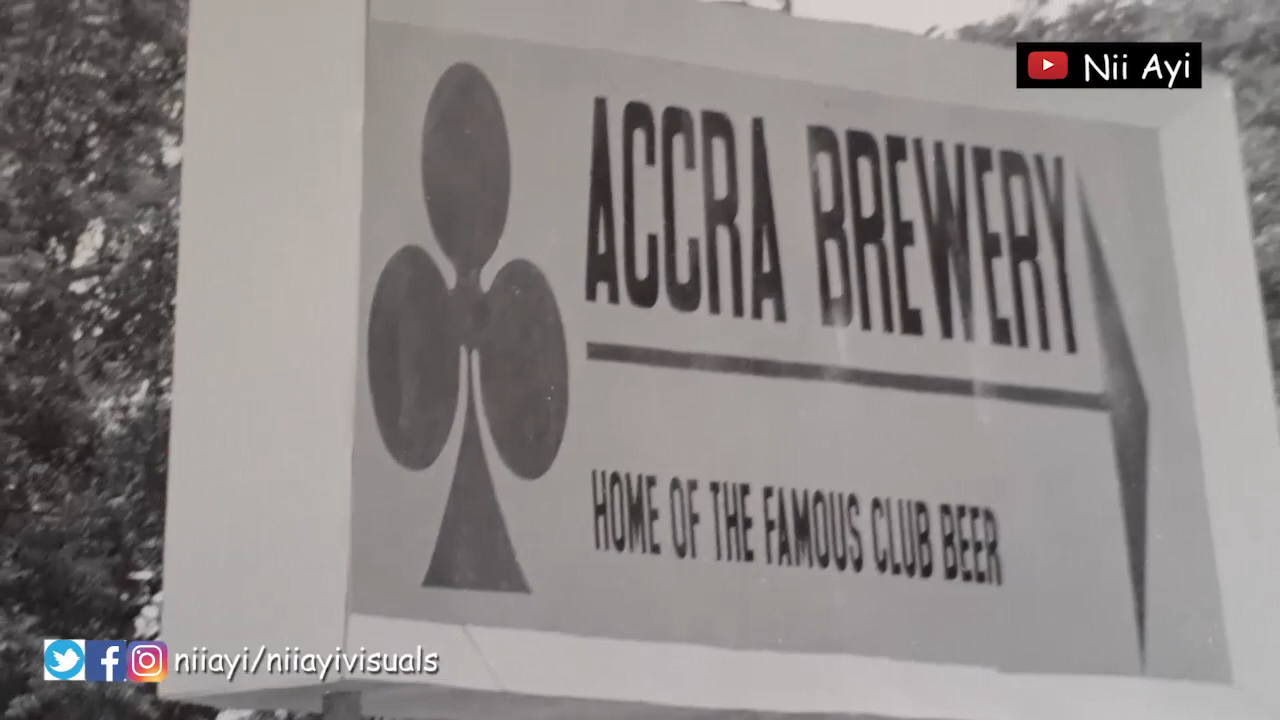 Nii Ayi
ACCRA BREWERY
HOME OF THE FAMOUS CLUB BEER
niiayi/niiayivisuals